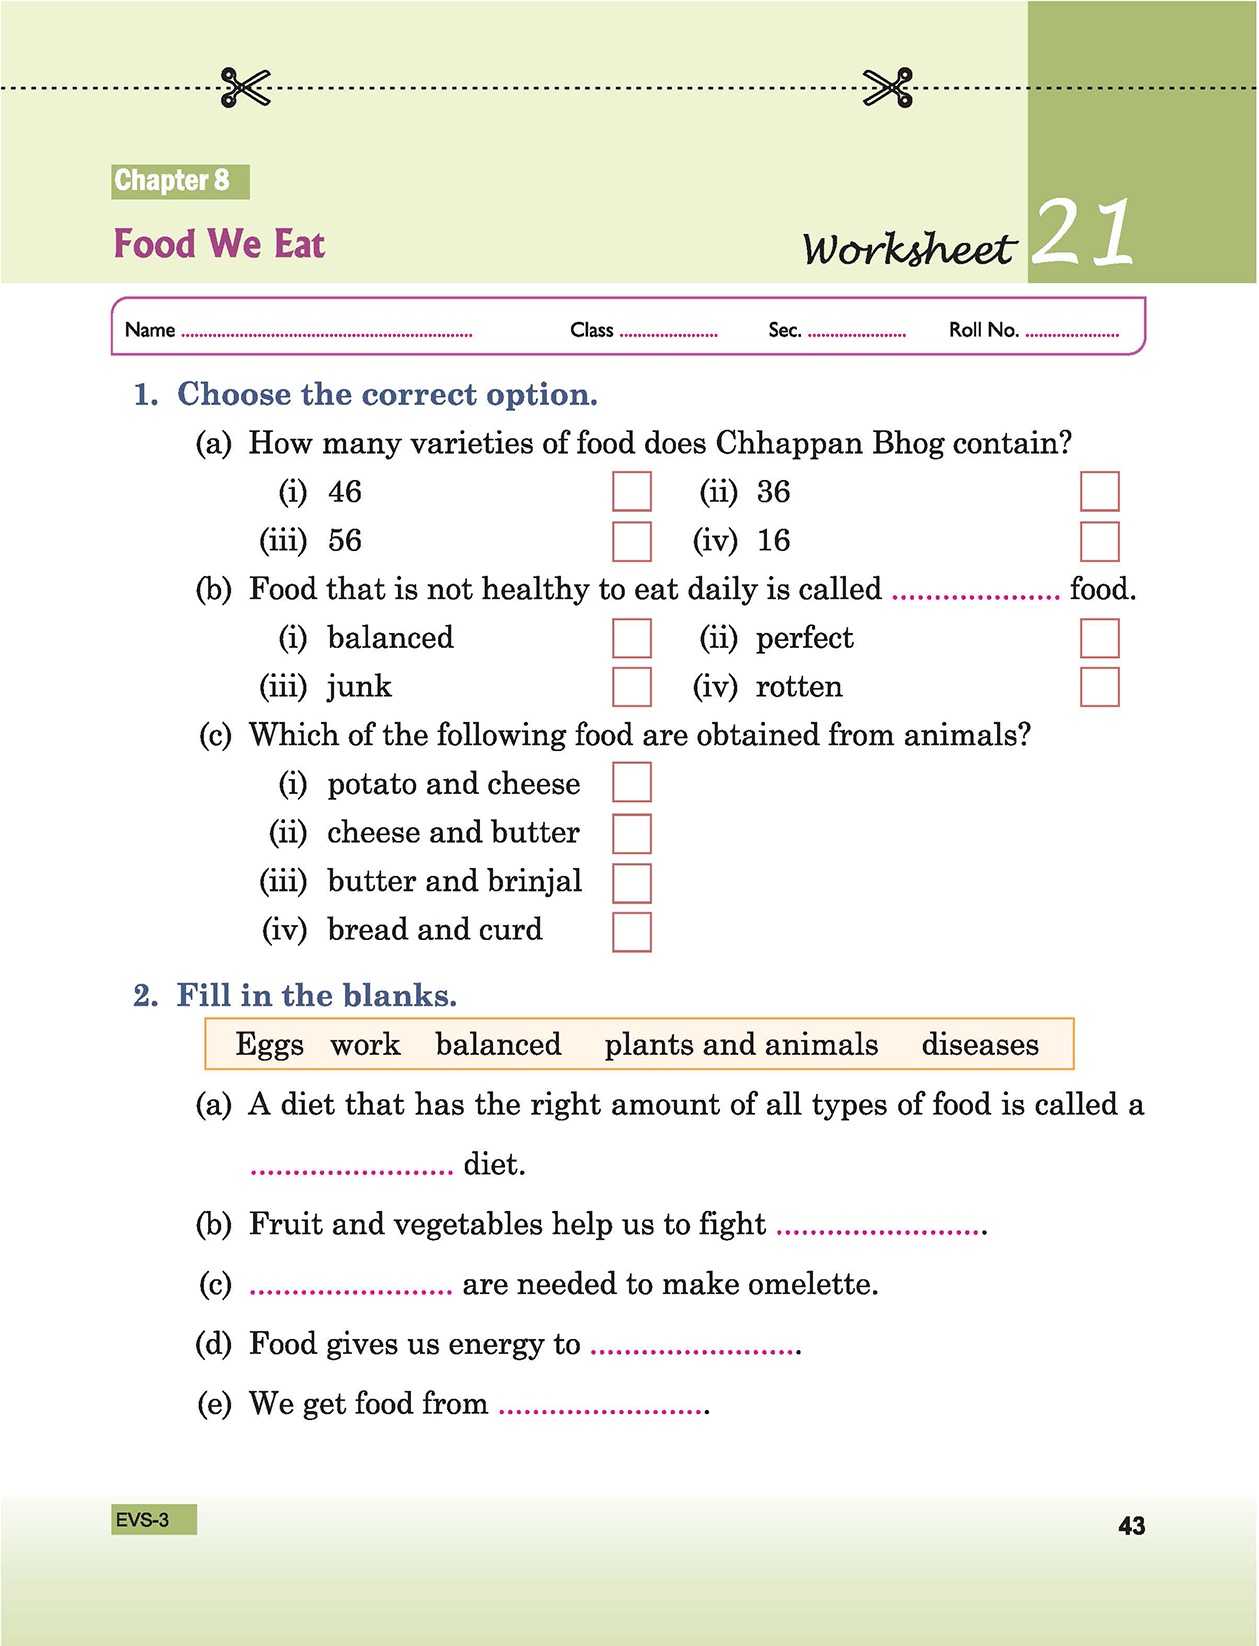 Chapter 8
Food We Eat
Worksheet 21
Name ........................ Class ........................ Sec. ........................ Roll No. ........................
1. Choose the correct option.
(a) How many varieties of food does Chhappan Bhog contain?
(i) 46 (ii) 36
(iii) 56 (iv) 16
(b) Food that is not healthy to eat daily is called .................... food.
(i) balanced (ii) perfect
(iii) junk (iv) rotten
(c) Which of the following food are obtained from animals?
(i) potato and cheese
(ii) cheese and butter
(iii) butter and brinjal
(iv) bread and curd
2. Fill in the blanks.
Eggs work balanced plants and animals diseases
(a) A diet that has the right amount of all types of food is called a
........................ diet.
(b) Fruit and vegetables help us to fight ........................ .
(c) ........................ are needed to make omelette.
(d) Food gives us energy to ........................ .
(e) We get food from ........................ .
EVS-3
43